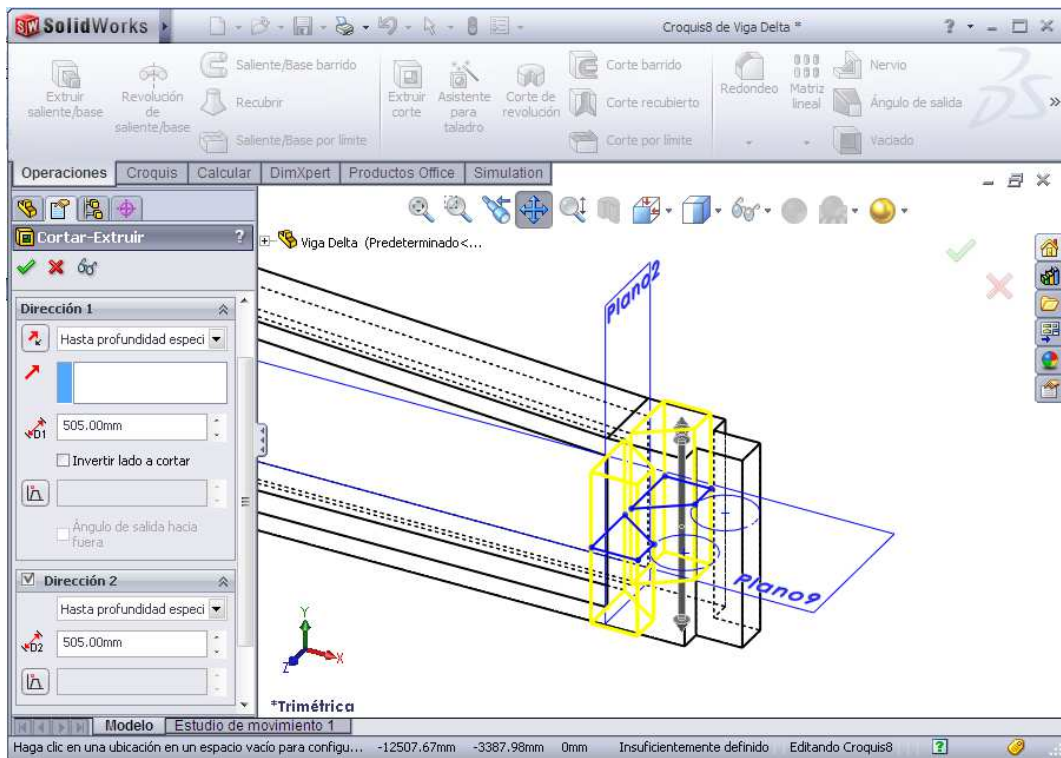 SolidWorks
Croquis8 de Viga Delta *
Extruir saliente/base
Revolución de saliente/base
Saliente/Base barrido
Recubrir
Saliente/Base por límite
Extruir corte
Asistente para taladro
Corte de revolución
Corte barrido
Corte recubierto
Corte por límite
Redondeo
Matriz lineal
Nervio
Ángulo de salida
Vaciado
Operaciones Croquis Calcular DimXpert Productos Office Simulation
Cortar-Extruir ?
Viga Delta (Predeterminado<...
Dirección 1
Hasta profundidad especi
D1 505.00mm
Invertir lado a cortar
Ángulo de salida hacia fuera
Dirección 2
Hasta profundidad especi
D2 505.00mm
Plano2
Plano9
Y
X
Z
*Trimétrica
Modelo Estudio de movimiento 1
Haga clic en una ubicación en un espacio vacío para configu... -12507.67mm -3387.98mm 0mm Insuficientemente definido Editando Croquis8 ?